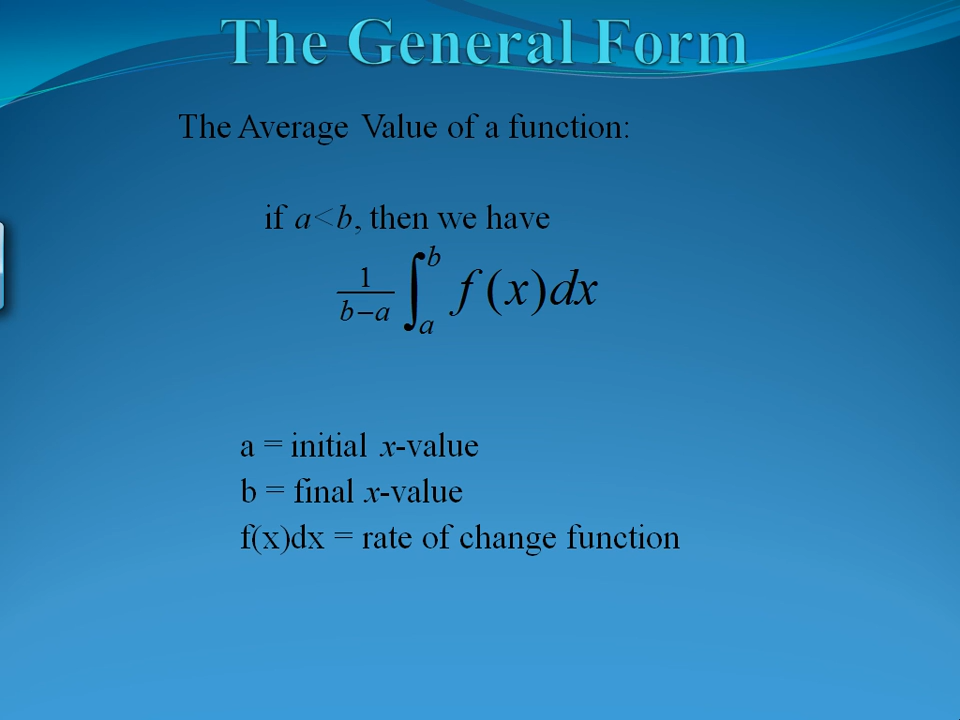 The General Form
The Average Value of a function:
if a<b, then we have
1/(b−a) ∫_a^b f(x)dx
a = initial x-value
b = final x-value
f(x)dx = rate of change function